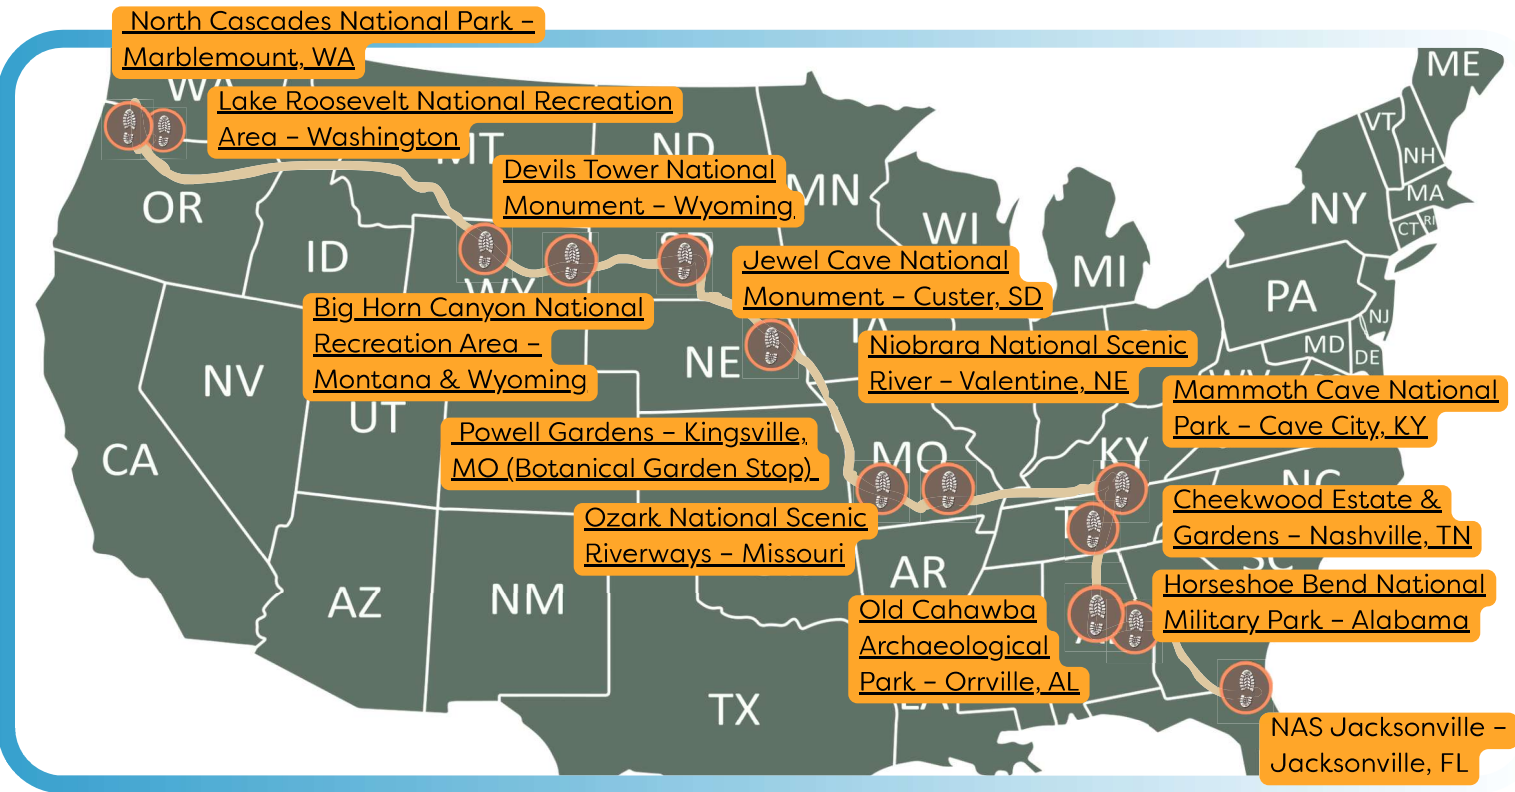 North Cascades National Park –
Marblemount, WA
WA
Lake Roosevelt National Recreation
Area – Washington
MT
ND
Devils Tower National
Monument – Wyoming
MN
OR
ID
WI
MI
NY
VT
NH
MA
CT
RI
ME
SD
WY
Jewel Cave National
Monument – Custer, SD
Big Horn Canyon National
Recreation Area –
Montana & Wyoming
NE
IA
Niobrara National Scenic
River – Valentine, NE
PA
NJ
MD
DE
WV
NV
UT
CA
Mammoth Cave National
Park – Cave City, KY
Powell Gardens – Kingsville,
MO (Botanical Garden Stop)
MO
KY
NC
Ozark National Scenic
Riverways – Missouri
Cheekwood Estate &
Gardens – Nashville, TN
SC
AZ
NM
AR
Old Cahawba
Archaeological
Park – Orrville, AL
Horseshoe Bend National
Military Park – Alabama
TX
LA
NAS Jacksonville –
Jacksonville, FL